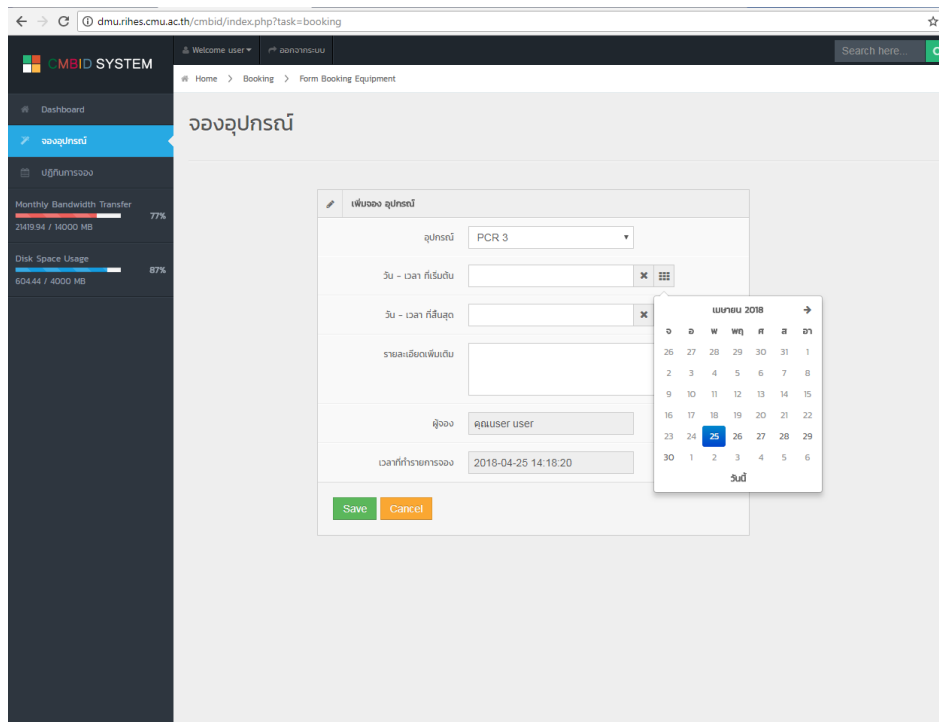 dmu.rihes.cmu.ac.th/cmbid/index.php?task=booking
CMBID SYSTEM
Welcome user
ออกจากระบบ
Search here...
Home > Booking > Form Booking Equipment
Dashboard
จองอุปกรณ์
ปฏิทินการจอง
Monthly Bandwidth Transfer
77%
21419.94 / 14000 MB
Disk Space Usage
87%
604.44 / 4000 MB
จองอุปกรณ์
เพิ่มจอง อุปกรณ์
อุปกรณ์ PCR 3
วัน - เวลา ที่เริ่มต้น
วัน - เวลา ที่สิ้นสุด
รายละเอียดเพิ่มเติม
ผู้จอง คุณuser user
เวลาที่ทำรายการจอง 2018-04-25 14:18:20
Save Cancel
เมษายน 2018
จ อ พ พฤ ศ ส อา
26 27 28 29 30 31 1
2 3 4 5 6 7 8
9 10 11 12 13 14 15
16 17 18 19 20 21 22
23 24 25 26 27 28 29
30 1 2 3 4 5 6
วันนี้